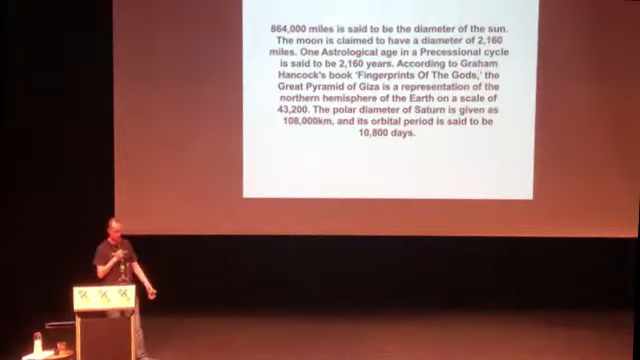 864,000 miles is said to be the diameter of the sun.
The moon is claimed to have a diameter of 2,160
miles. One Astrological age in a Precessional cycle
is said to be 2,160 years. According to Graham
Hancock's book 'Fingerprints Of The Gods,' the
Great Pyramid of Giza is a representation of the
northern hemisphere of the Earth on a scale of
43,200. The polar diameter of Saturn is given as
108,000km, and its orbital period is said to be
10,800 days.